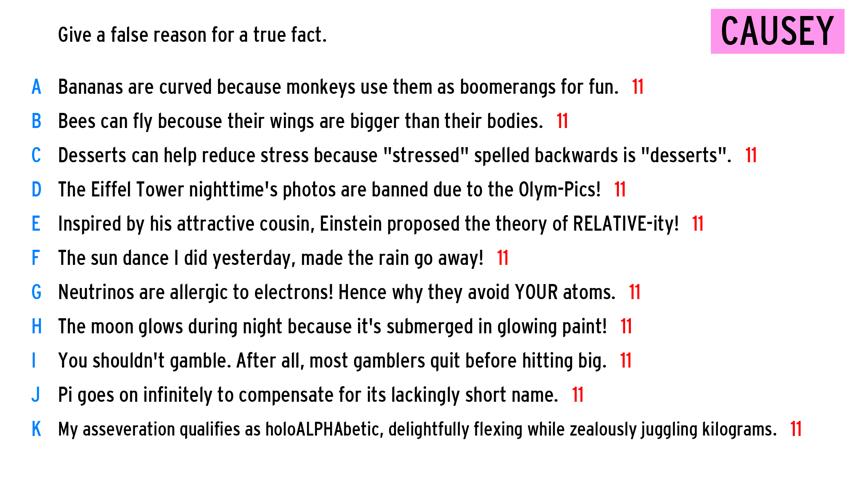 Give a false reason for a true fact.
CAUSEY
A Bananas are curved because monkeys use them as boomerangs for fun. 11
B Bees can fly becouse their wings are bigger than their bodies. 11
C Desserts can help reduce stress because "stressed" spelled backwards is "desserts". 11
D The Eiffel Tower nighttime's photos are banned due to the Olym-Pics! 11
E Inspired by his attractive cousin, Einstein proposed the theory of RELATIVE-ity! 11
F The sun dance I did yesterday, made the rain go away! 11
G Neutrinos are allergic to electrons! Hence why they avoid YOUR atoms. 11
H The moon glows during night because it's submerged in glowing paint! 11
I You shouldn't gamble. After all, most gamblers quit before hitting big. 11
J Pi goes on infinitely to compensate for its lackingly short name. 11
K My asseveration qualifies as holoALPHAbetic, delightfully flexing while zealously juggling kilograms. 11